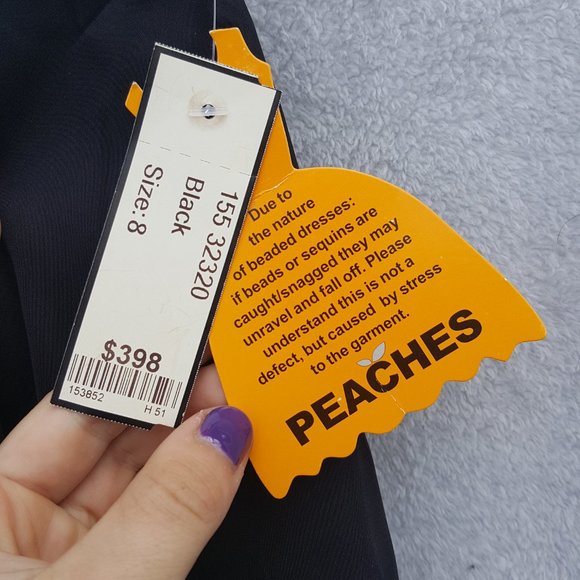 155 32320
Black
Size: 8
$398
153852
H 51
Due to
the nature
of beaded dresses:
if beads or sequins are
caught/snagged they may
unravel and fall off. Please
understand this is not a
defect, but caused by stress
to the garment.
PEACHES